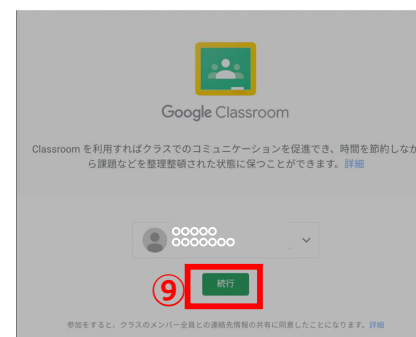 Google Classroom
Classroom を利用すればクラスでのコミュニケーションを促進でき、時間を節約しなが
ら課題などを整理整頓された状態に保つことができます。詳細
○○○○○
○○○○○○○
⑨
続行
参加をすると、クラスのメンバー全員との連絡先情報の共有に同意したことになります。詳細